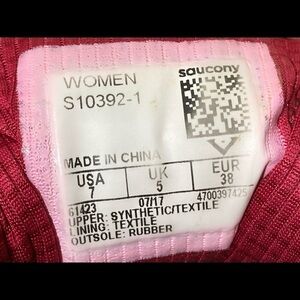 WOMEN saucony
S10392-1
MADE IN CHINA
USA UK EUR
7 5 38
61423 07/17 4700397425
UPPER: SYNTHETIC/TEXTILE
LINING: TEXTILE
OUTSOLE: RUBBER